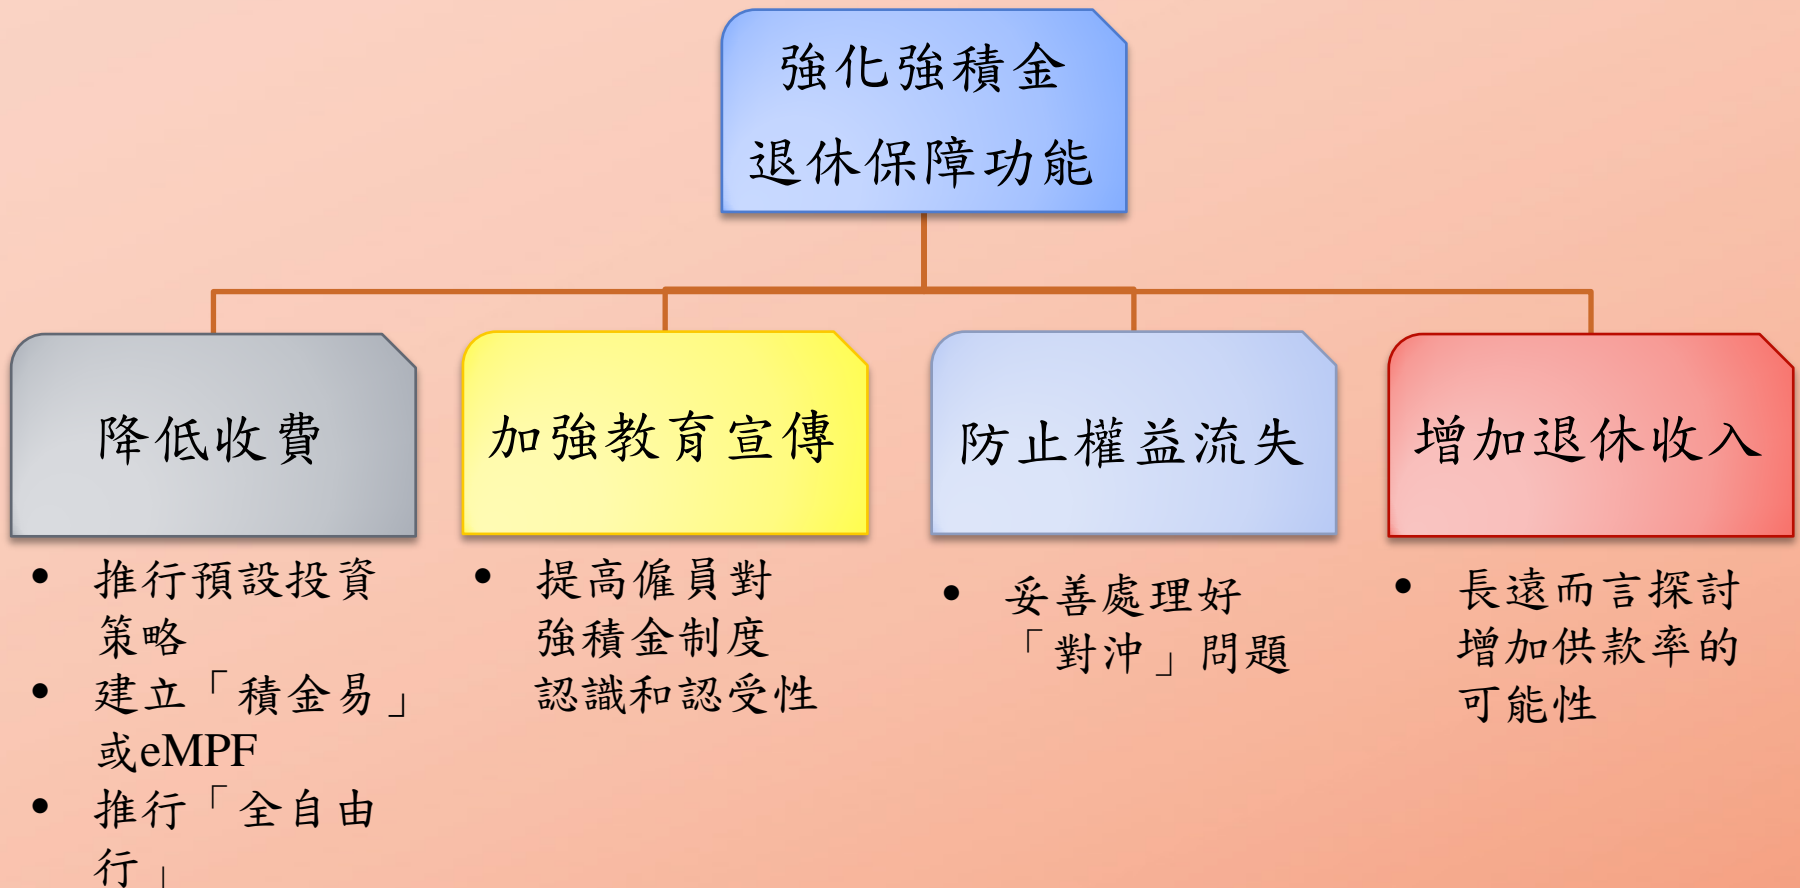 強化強積金
退休保障功能
降低收費
加強教育宣傳
防止權益流失
增加退休收入
• 推行預設投資
策略
• 建立「積金易」
或eMPF
• 推行「全自由
行」
• 提高僱員對
強積金制度
認識和認受性
• 妥善處理好
「對沖」問題
• 長遠而言探討
增加供款率的
可能性